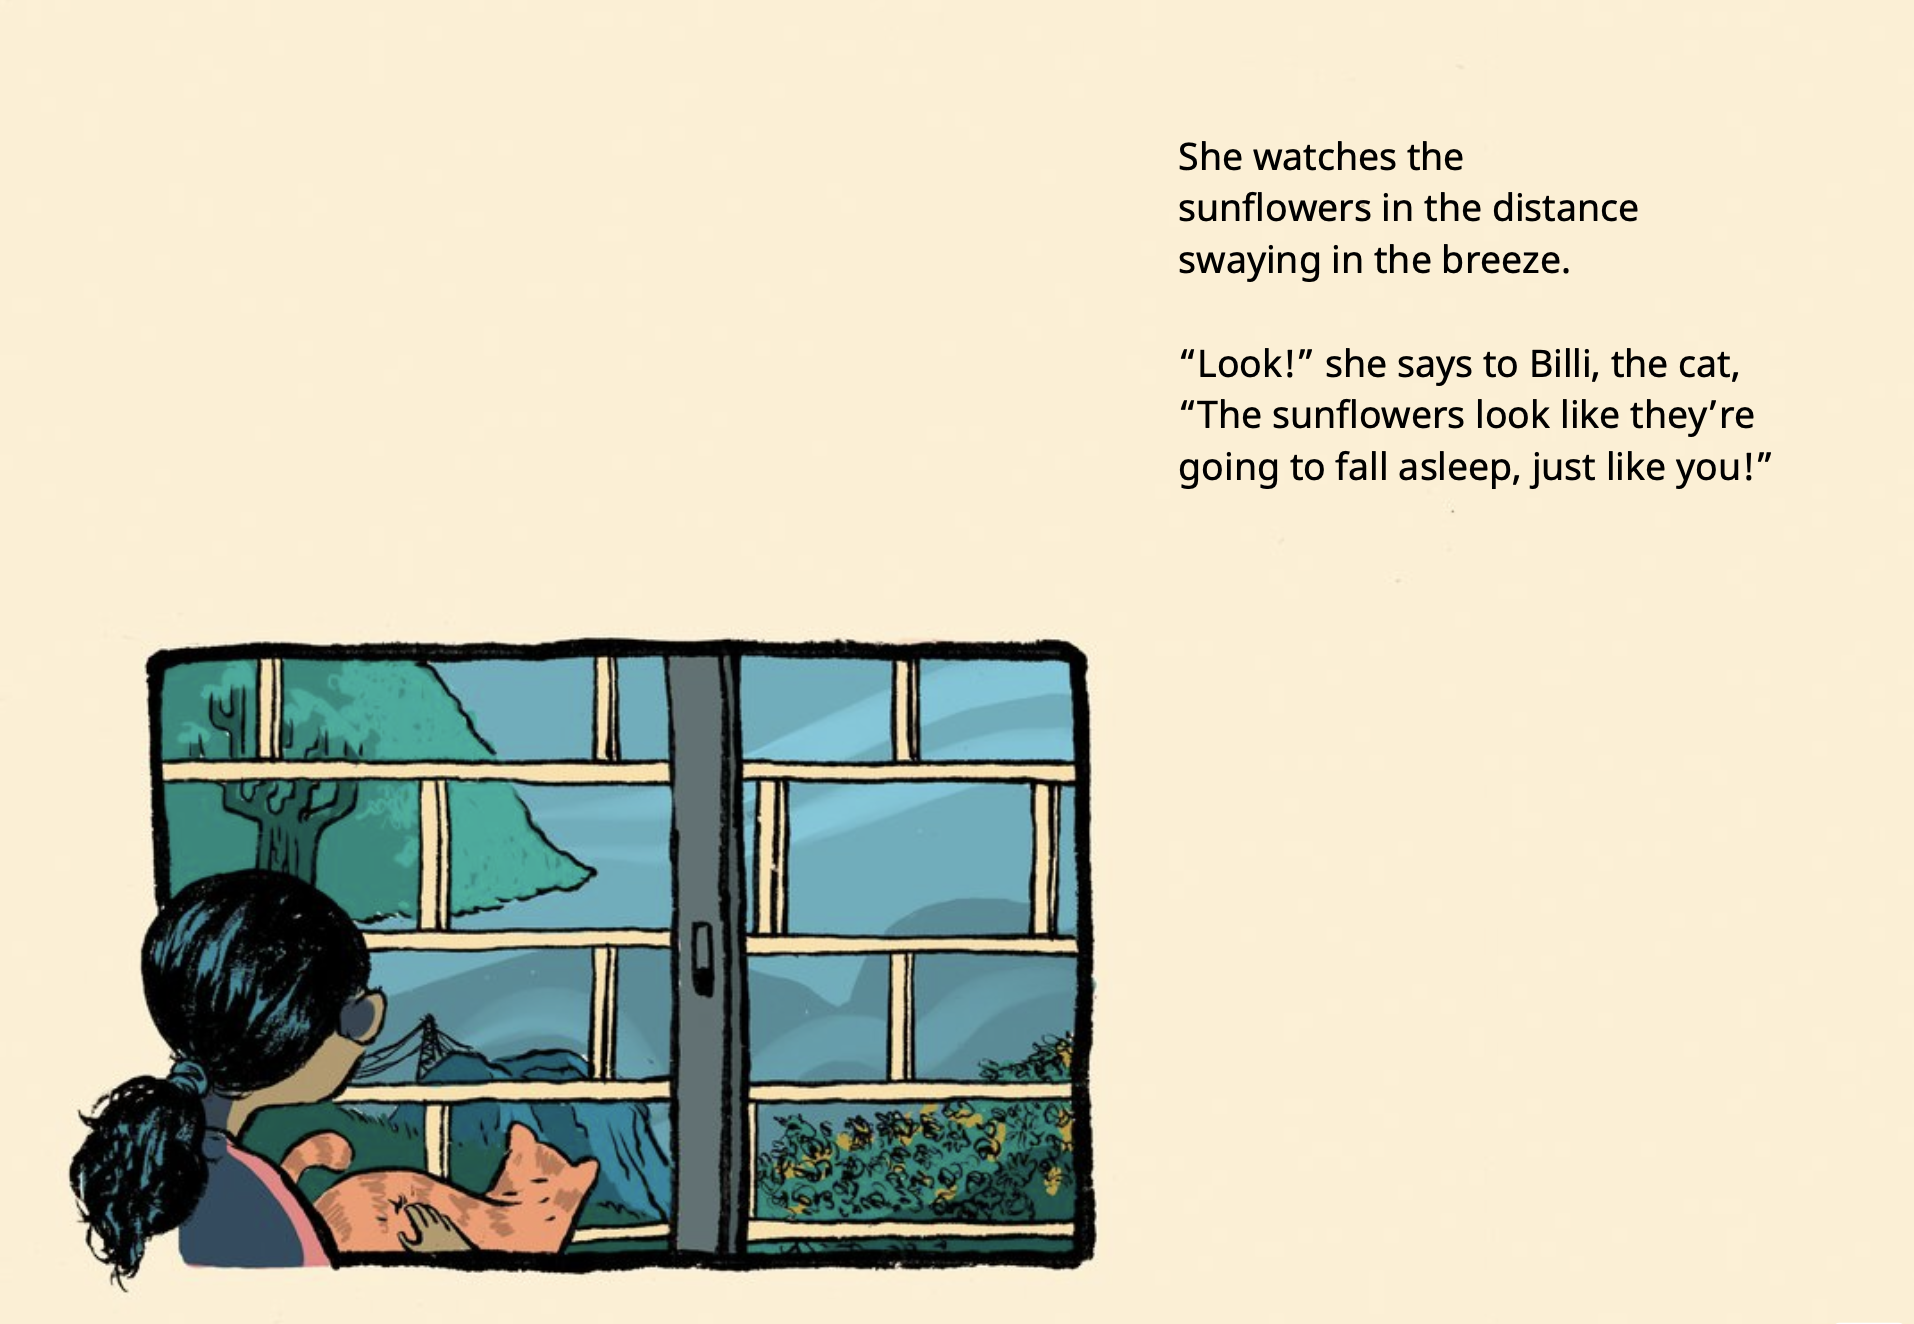 She watches the
sunflowers in the distance
swaying in the breeze.
“Look!” she says to Billi, the cat,
“The sunflowers look like they’re
going to fall asleep, just like you!”